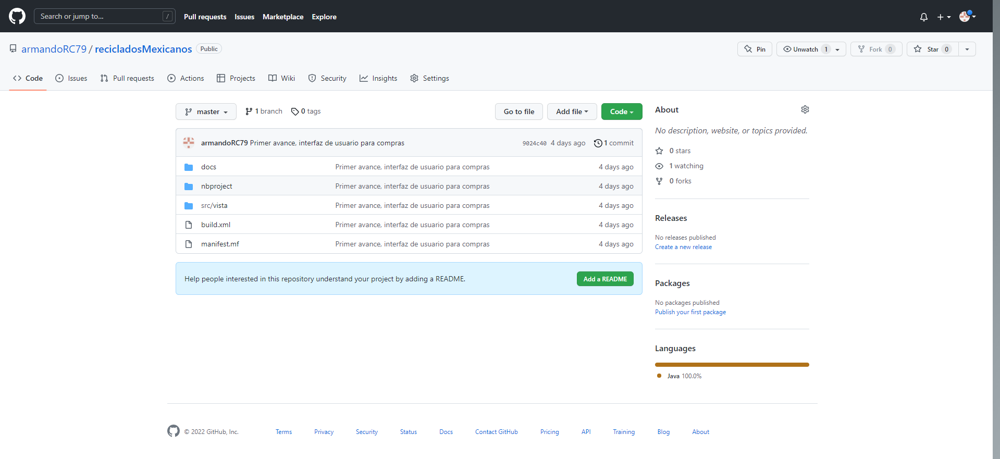 Search or jump to... /
Pull requests Issues Marketplace Explore
armandoRC79 / recicladosMexicanos Public
Pin Unwatch 1 Fork 0 Star 0
Code Issues Pull requests Actions Projects Wiki Security Insights Settings
master 1 branch 0 tags Go to file Add file Code
armandoRC79 Primer avance, interfaz de usuario para compras 9024c40 4 days ago 1 commit
docs Primer avance, interfaz de usuario para compras 4 days ago
nbproject Primer avance, interfaz de usuario para compras 4 days ago
src/vista Primer avance, interfaz de usuario para compras 4 days ago
build.xml Primer avance, interfaz de usuario para compras 4 days ago
manifest.mf Primer avance, interfaz de usuario para compras 4 days ago
Help people interested in this repository understand your project by adding a README. Add a README
About
No description, website, or topics provided.
0 stars
1 watching
0 forks
Releases
No releases published
Create a new release
Packages
No packages published
Publish your first package
Languages
Java 100.0%
© 2022 GitHub, Inc. Terms Privacy Security Status Docs Contact GitHub Pricing API Training Blog About